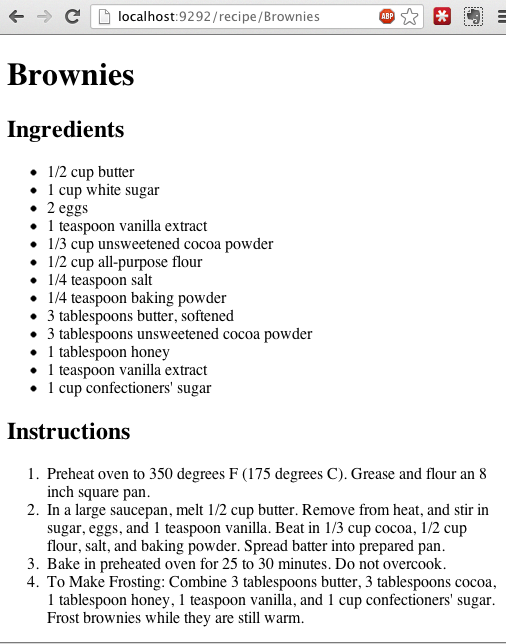 localhost:9292/recipe/Brownies
ABP
Brownies
Ingredients
1/2 cup butter
1 cup white sugar
2 eggs
1 teaspoon vanilla extract
1/3 cup unsweetened cocoa powder
1/2 cup all-purpose flour
1/4 teaspoon salt
1/4 teaspoon baking powder
3 tablespoons butter, softened
3 tablespoons unsweetened cocoa powder
1 tablespoon honey
1 teaspoon vanilla extract
1 cup confectioners' sugar
Instructions
1. Preheat oven to 350 degrees F (175 degrees C). Grease and flour an 8
inch square pan.
2. In a large saucepan, melt 1/2 cup butter. Remove from heat, and stir in
sugar, eggs, and 1 teaspoon vanilla. Beat in 1/3 cup cocoa, 1/2 cup
flour, salt, and baking powder. Spread batter into prepared pan.
3. Bake in preheated oven for 25 to 30 minutes. Do not overcook.
4. To Make Frosting: Combine 3 tablespoons butter, 3 tablespoons cocoa,
1 tablespoon honey, 1 teaspoon vanilla, and 1 cup confectioners' sugar.
Frost brownies while they are still warm.